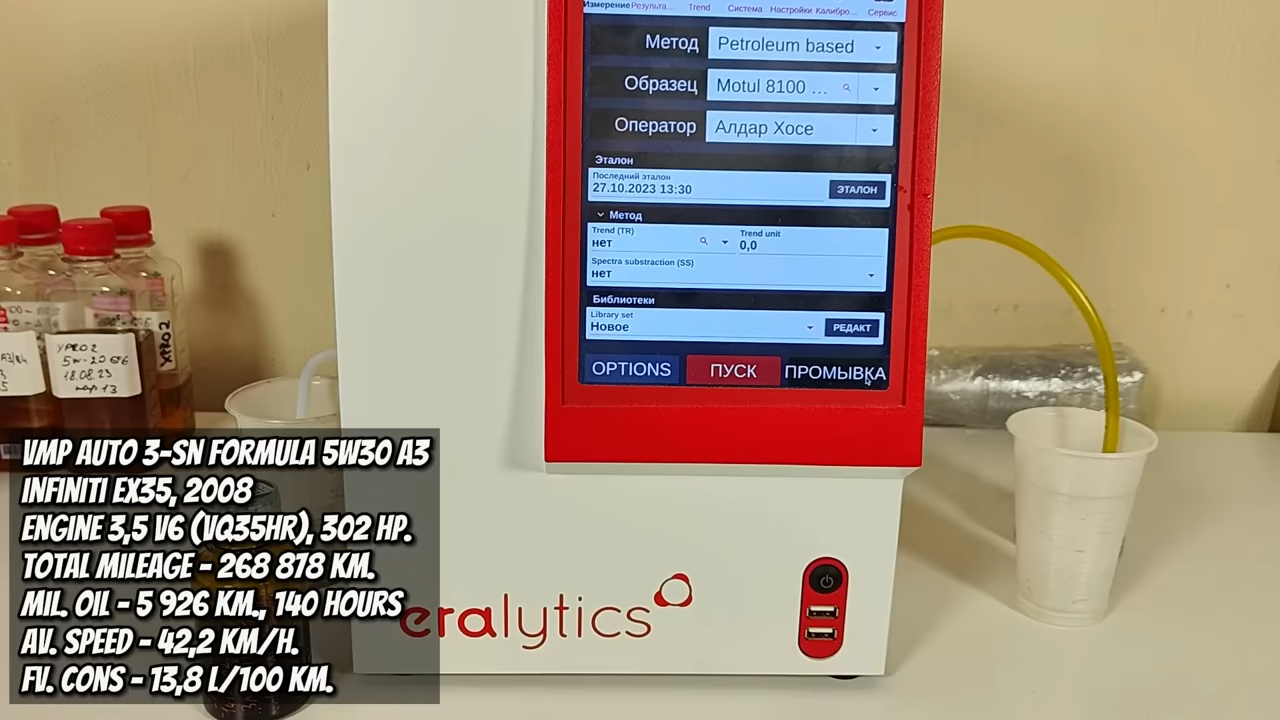 Измерение Результа... Trend Система Настройки Калибро... Сервис
Метод Petroleum based
Образец Motul 8100 ...
Оператор Алдар Хосе
Эталон
Последний эталон
27.10.2023 13:30 ЭТАЛОН
Метод
Trend (TR) Trend unit
нет 0,0
Spectra substraction (SS)
нет
Библиотеки
Library set
Новое РЕДАКТ
OPTIONS ПУСК ПРОМЫВКА
XPRO2
5W-20 GF6
18.08.23
XPRO2
VMP AUTO 3-SN FORMULA 5W30 A3
INFINITI EX35, 2008
ENGINE 3,5 V6 (VQ35HR), 302 HP.
TOTAL MILEAGE - 268 878 KM.
MIL. OIL - 5 926 KM., 140 HOURS
AV. SPEED - 42,2 KM/H.
FV. CONS - 13,8 L/100 KM.
eralytics